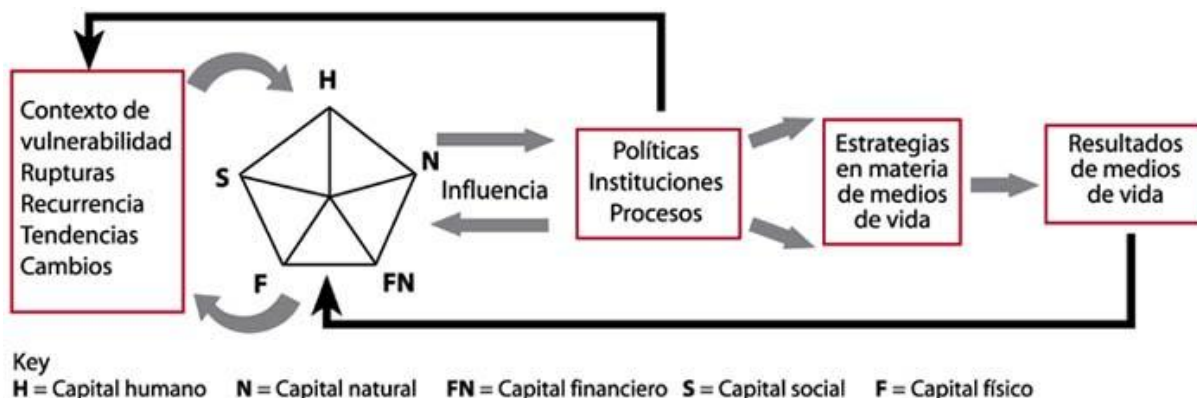 Contexto de
vulnerabilidad
Rupturas
Recurrencia
Tendencias
Cambios
H
S
N
F
FN
Influencia
Políticas
Instituciones
Procesos
Estrategias
en materia
de medios
de vida
Resultados
de medios
de vida
Key
H = Capital humano N = Capital natural FN = Capital financiero S = Capital social F = Capital físico